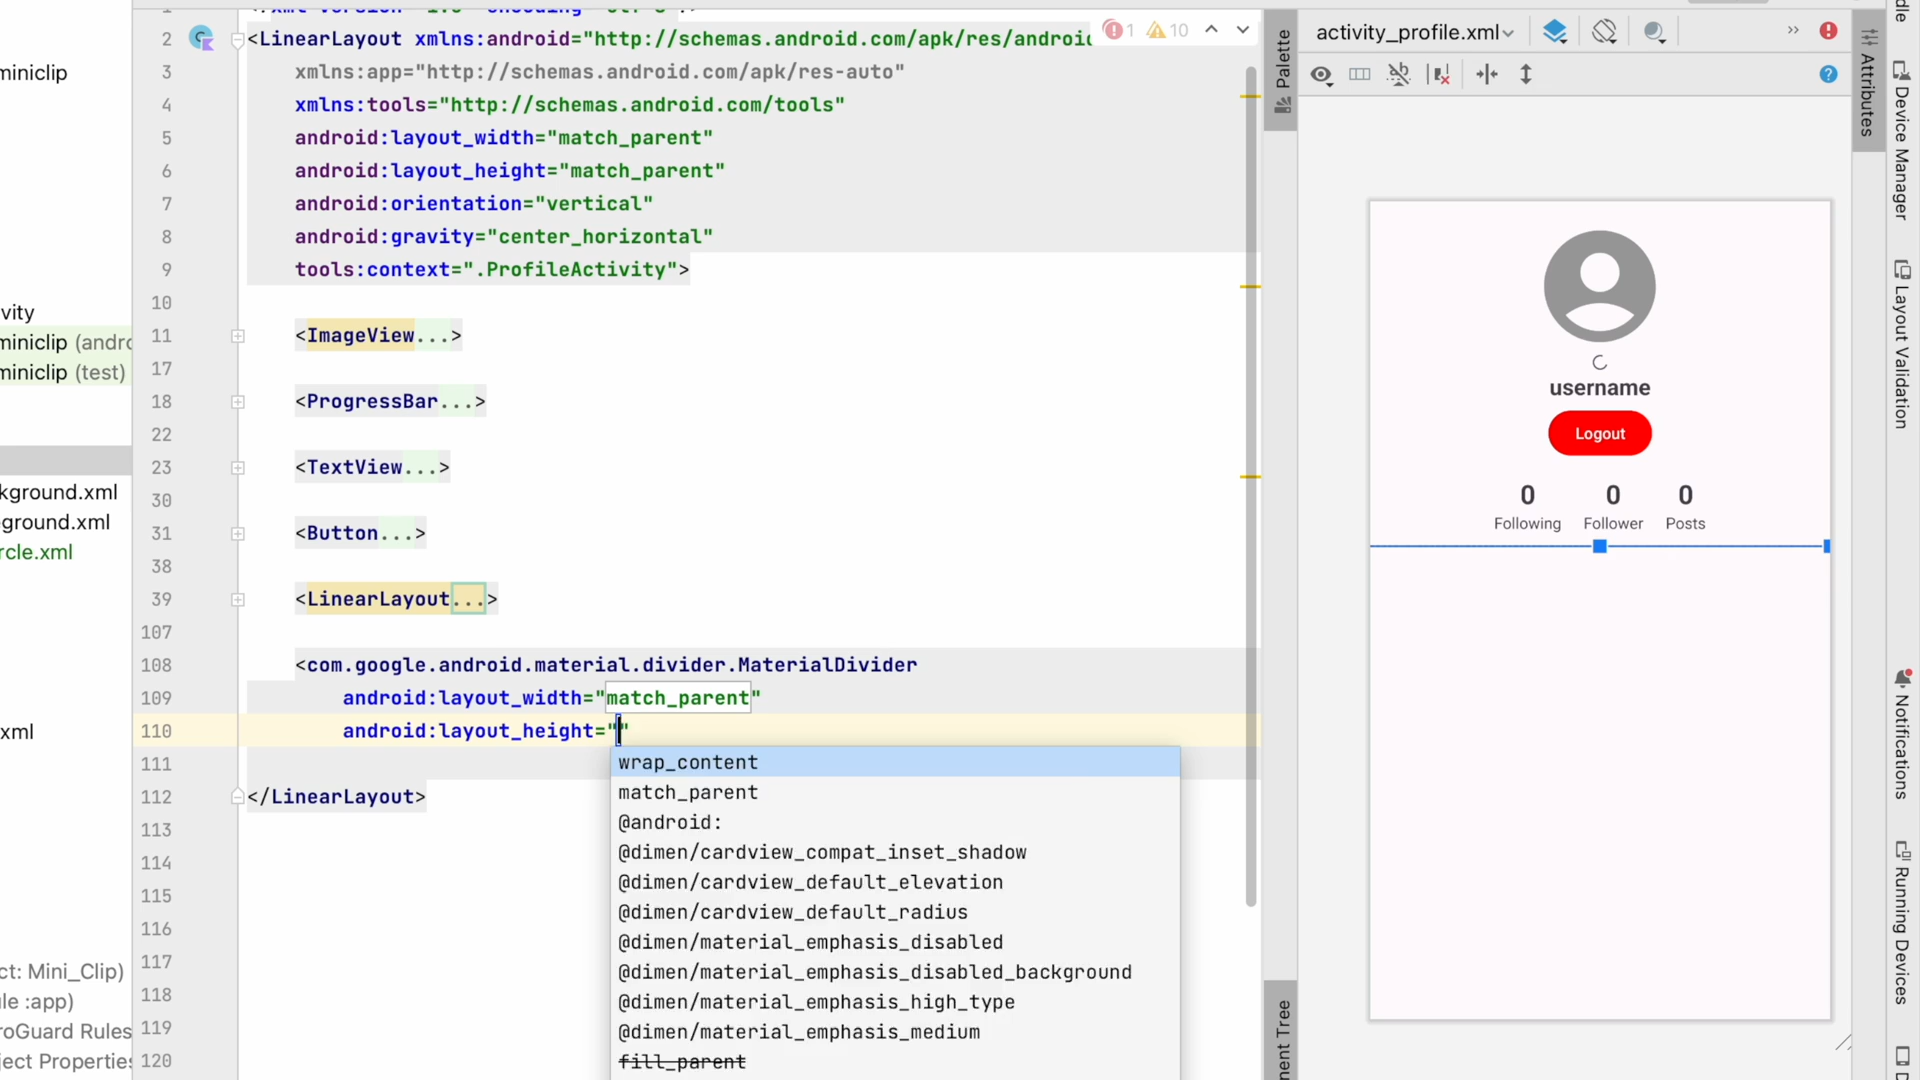 miniclip
vity
miniclip (andro
miniclip (test)
kground.xml
ground.xml
rcle.xml
xml
ct: Mini_Clip)
le :app)
roGuard Rules
ject Properties
2 <LinearLayout xmlns:android="http://schemas.android.com/apk/res/android
3 xmlns:app="http://schemas.android.com/apk/res-auto"
4 xmlns:tools="http://schemas.android.com/tools"
5 android:layout_width="match_parent"
6 android:layout_height="match_parent"
7 android:orientation="vertical"
8 android:gravity="center_horizontal"
9 tools:context=".ProfileActivity">
10
11 <ImageView...>
17
18 <ProgressBar...>
22
23 <TextView...>
30
31 <Button...>
38
39 <LinearLayout...>
107
108 <com.google.android.material.divider.MaterialDivider
109 android:layout_width="match_parent"
110 android:layout_height=""
111
112 </LinearLayout>
113
114
115
116
117
118
119
120
1 10
wrap_content
match_parent
@android:
@dimen/cardview_compat_inset_shadow
@dimen/cardview_default_elevation
@dimen/cardview_default_radius
@dimen/material_emphasis_disabled
@dimen/material_emphasis_disabled_background
@dimen/material_emphasis_high_type
@dimen/material_emphasis_medium
fill_parent
Palette
nent Tree
activity_profile.xml
username
Logout
0 0 0
Following Follower Posts
Attributes
dle
Device Manager
Layout Validation
Notifications
Running Devices